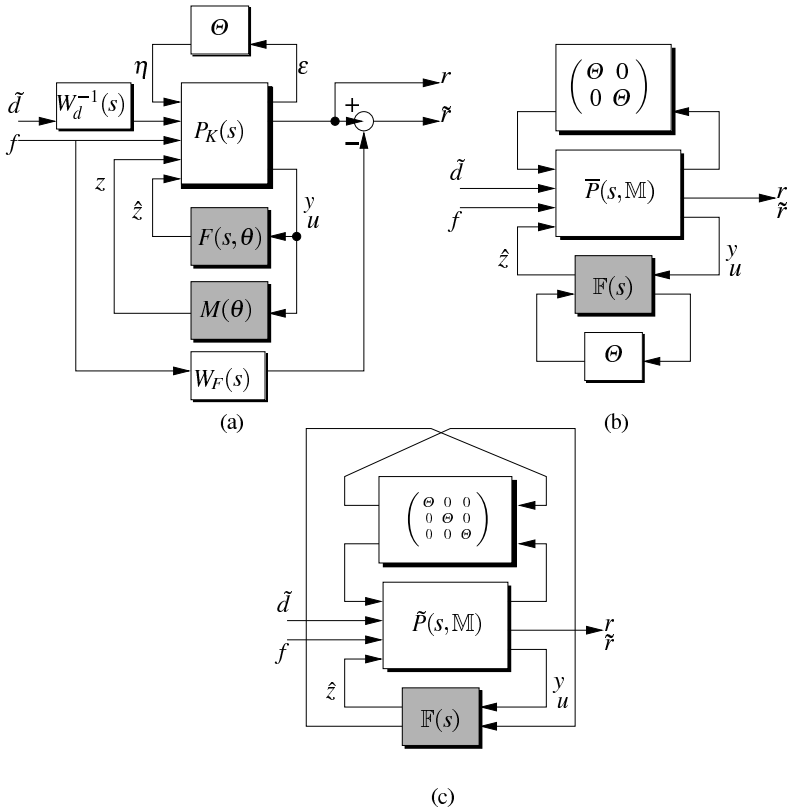 Θ
η ε
d̃ W_d^{-1}(s) P_K(s) + r
f − r̃
z ẑ y
u
F(s,θ)
M(θ)
W_F(s)
(a)
(Θ 0
0 Θ)
d̃ P̅(s,𝕄) r
f r̃
ẑ y
u
𝔽(s)
Θ
(b)
(Θ 0 0
0 Θ 0
0 0 Θ)
d̃ P̃(s,𝕄) r
f r̃
ẑ y
u
𝔽(s)
(c)